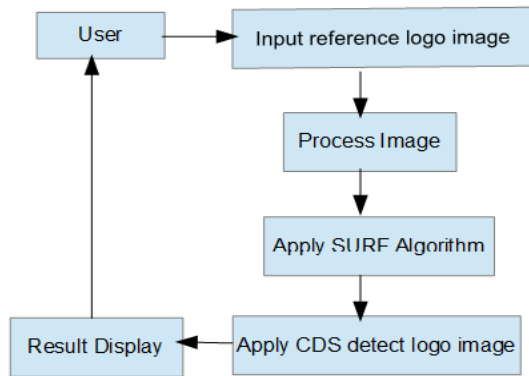 User
Input reference logo image
Process Image
Apply SURF Algorithm
Apply CDS detect logo image
Result Display